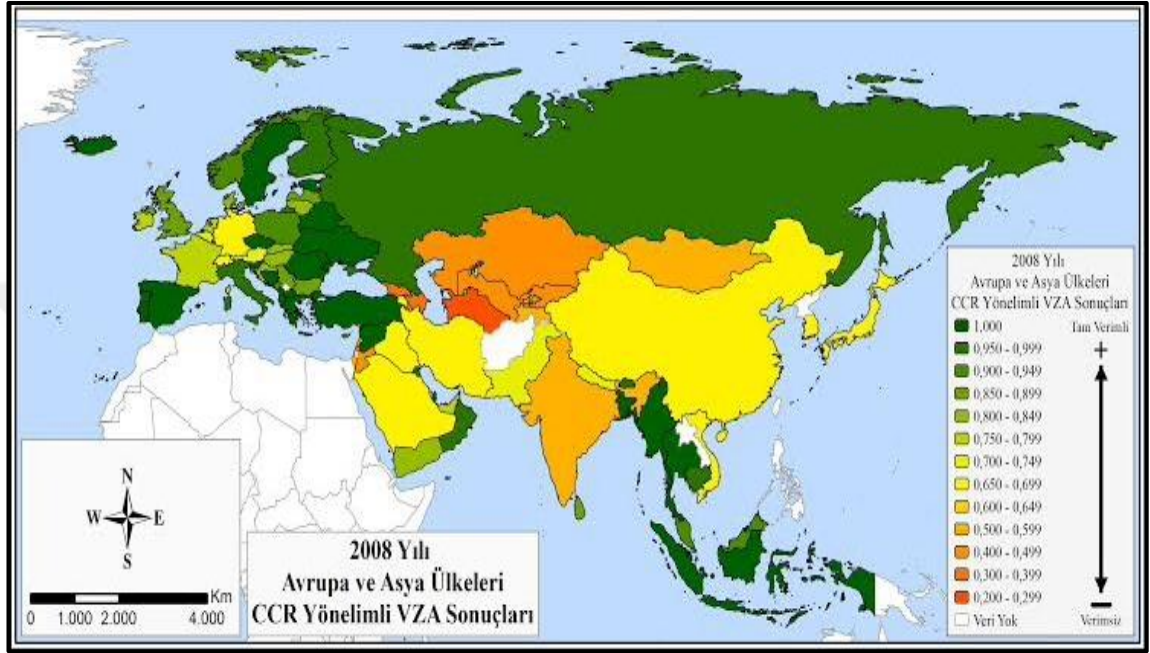 N
W E
S
Km
0 1.000 2.000 4.000
2008 Yılı
Avrupa ve Asya Ülkeleri
CCR Yönelimli VZA Sonuçları
2008 Yılı
Avrupa ve Asya Ülkeleri
CCR Yönelimli VZA Sonuçları
1,000 Tam Verimli
0,950 - 0,999 +
0,900 - 0,949
0,850 - 0,899
0,800 - 0,849
0,750 - 0,799
0,700 - 0,749
0,650 - 0,699
0,600 - 0,649
0,500 - 0,599
0,400 - 0,499
0,300 - 0,399
0,200 - 0,299 −
Veri Yok Verimsiz